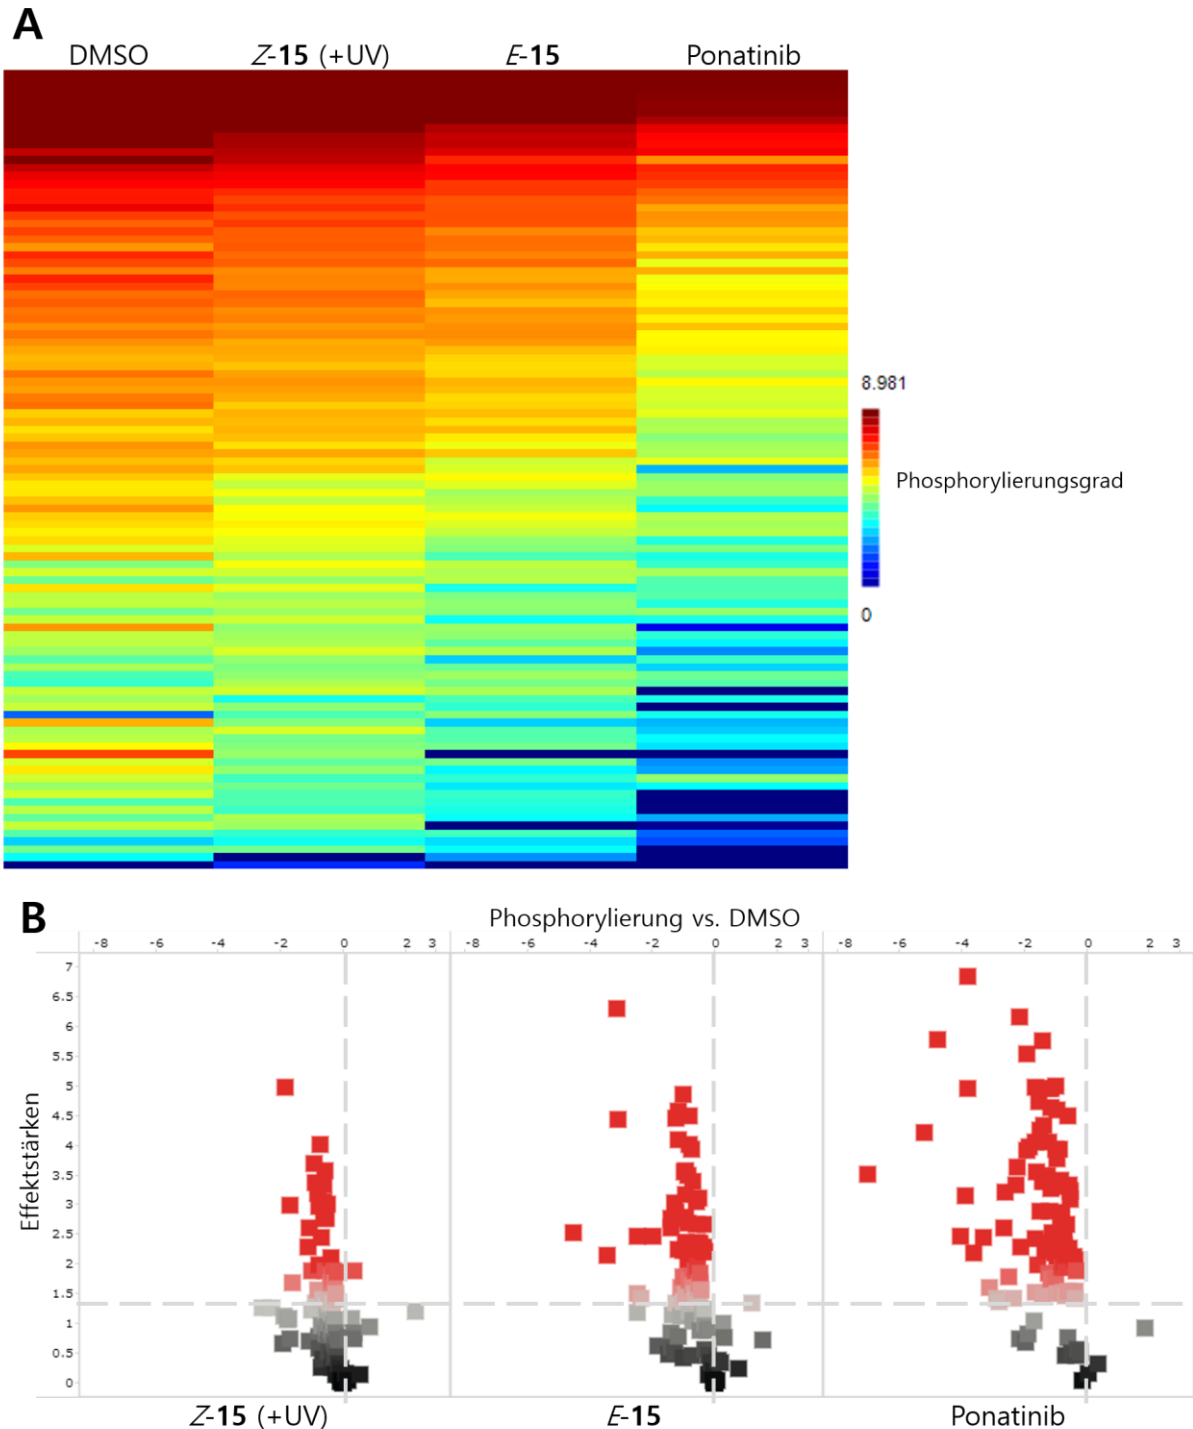 A
DMSO Z-15 (+UV) E-15 Ponatinib
8.981
Phosphorylierungsgrad
0
B
Phosphorylierung vs. DMSO
-8 -6 -4 -2 0 2 3 -8 -6 -4 -2 0 2 3 -8 -6 -4 -2 0 2 3
7
6.5
6
5.5
5
4.5
4
3.5
3
2.5
2
1.5
1
0.5
0
Effektstärken
Z-15 (+UV) E-15 Ponatinib